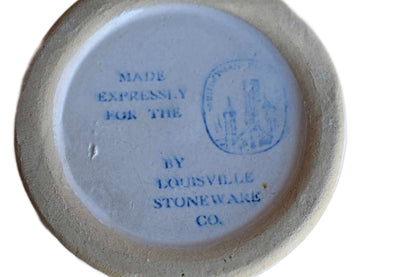 MADE
EXPRESSLY
FOR THE
BY
LOUISVILLE
STONEWARE
CO.